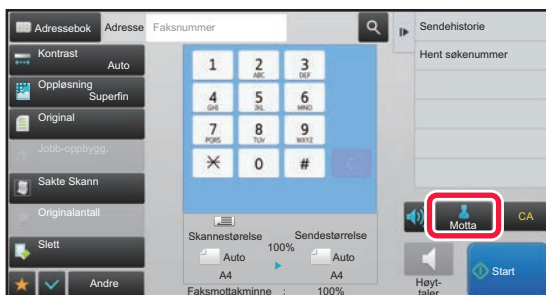 Adressebok
Adresse
Faksnummer
Sendehistorie
Kontrast
Auto
Hent søkenummer
Oppløsning
Superfin
Original
Jobb-oppbygg.
Sakte Skann
Originalantall
Slett
Andre
1
2
ABC
3
DEF
4
GHI
5
JKL
6
MNO
7
PQRS
8
TUV
9
WXYZ
0
#
C
Skannestørelse
100%
Sendestørrelse
Auto
A4
Auto
A4
Faksmottakminne : 100%
Motta
CA
Høyt-
taler
Start